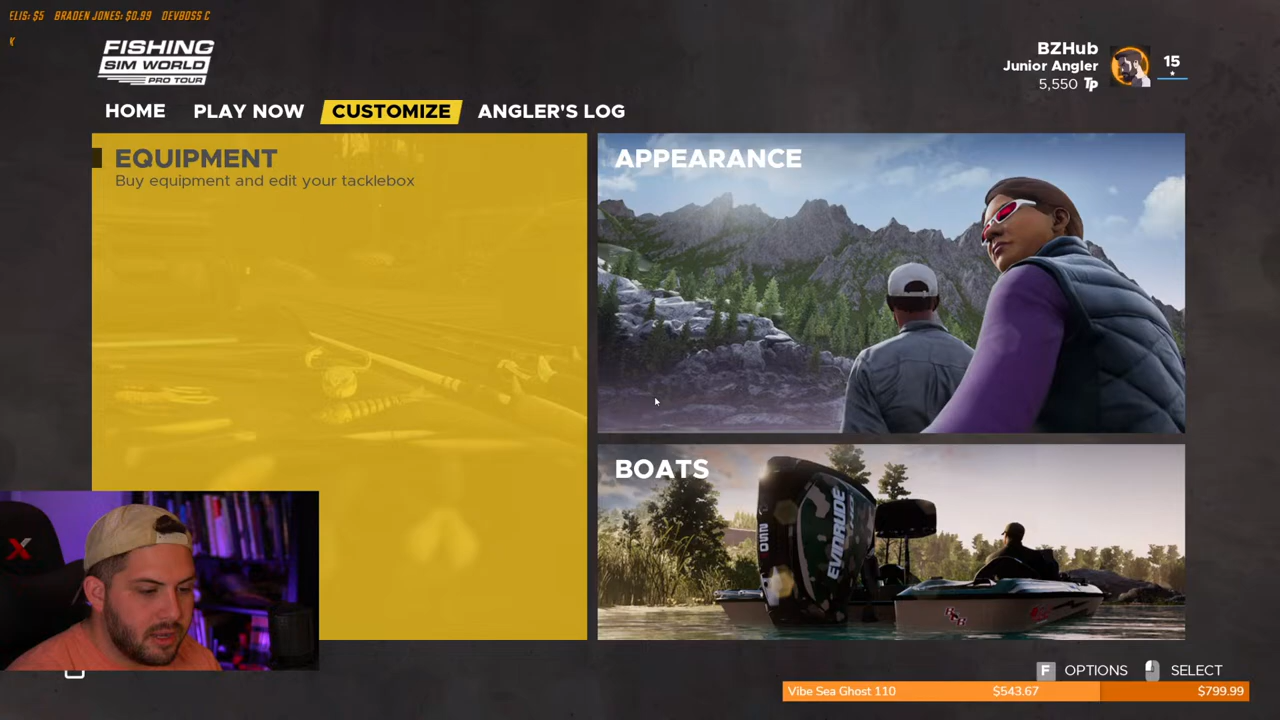 ELIS: $5 BRADEN JONES: $0.99 DEVBOSS C
FISHING
SIM WORLD
PRO TOUR
BZHub
Junior Angler
5,550 Tp
15
HOME PLAY NOW CUSTOMIZE ANGLER'S LOG
EQUIPMENT
Buy equipment and edit your tacklebox
APPEARANCE
BOATS
250
EVINRUDE
X
F OPTIONS SELECT
Vibe Sea Ghost 110 $543.67 $799.99